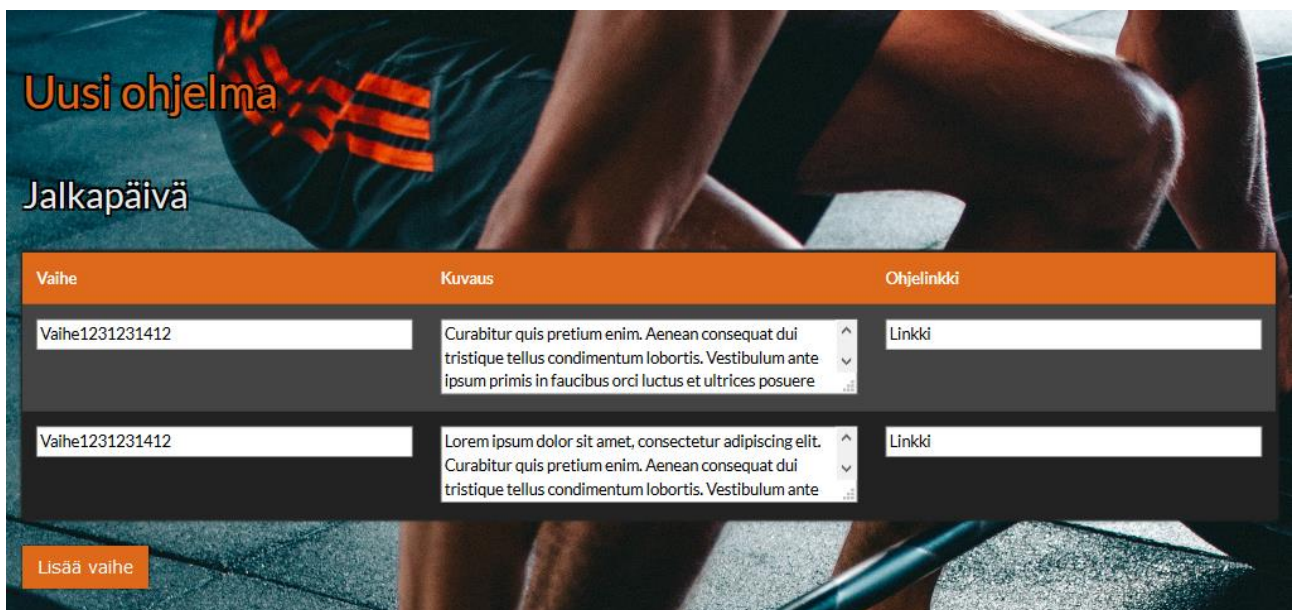 Uusi ohjelma
Jalkapäivä
Vaihe Kuvaus Ohjelinkki
Vaihe1231231412
Curabitur quis pretium enim. Aenean consequat dui
tristique tellus condimentum lobortis. Vestibulum ante
ipsum primis in faucibus orci luctus et ultrices posuere
Linkki
Vaihe1231231412
Lorem ipsum dolor sit amet, consectetur adipiscing elit.
Curabitur quis pretium enim. Aenean consequat dui
tristique tellus condimentum lobortis. Vestibulum ante
Linkki
Lisää vaihe